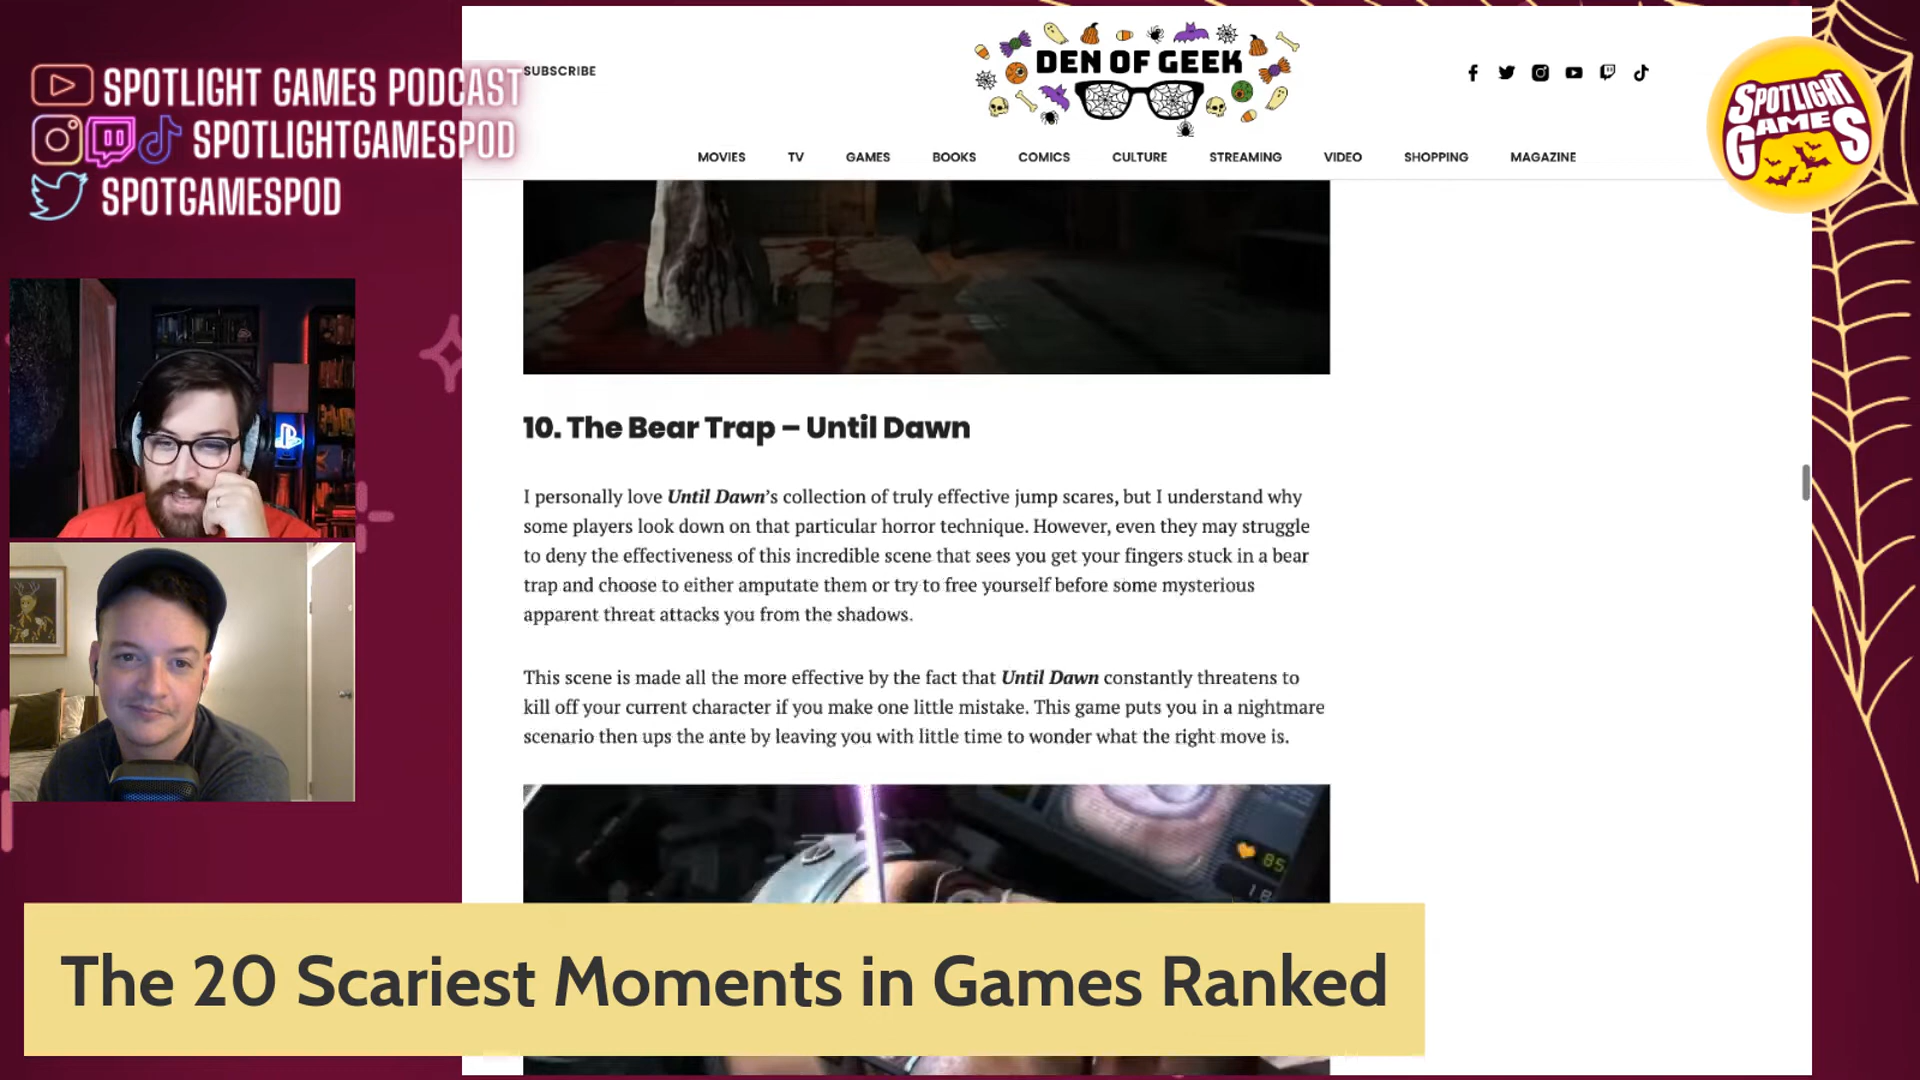 SPOTLIGHT GAMES PODCAST
SPOTLIGHTGAMESPOD
SPOTGAMESPOD
SUBSCRIBE
DEN OF GEEK
SPOTLIGHT
GAMES
MOVIES TV GAMES BOOKS COMICS CULTURE STREAMING VIDEO SHOPPING MAGAZINE
10. The Bear Trap – Until Dawn
I personally love Until Dawn's collection of truly effective jump scares, but I understand why
some players look down on that particular horror technique. However, even they may struggle
to deny the effectiveness of this incredible scene that sees you get your fingers stuck in a bear
trap and choose to either amputate them or try to free yourself before some mysterious
apparent threat attacks you from the shadows.
This scene is made all the more effective by the fact that Until Dawn constantly threatens to
kill off your current character if you make one little mistake. This game puts you in a nightmare
scenario then ups the ante by leaving you with little time to wonder what the right move is.
85
18
The 20 Scariest Moments in Games Ranked